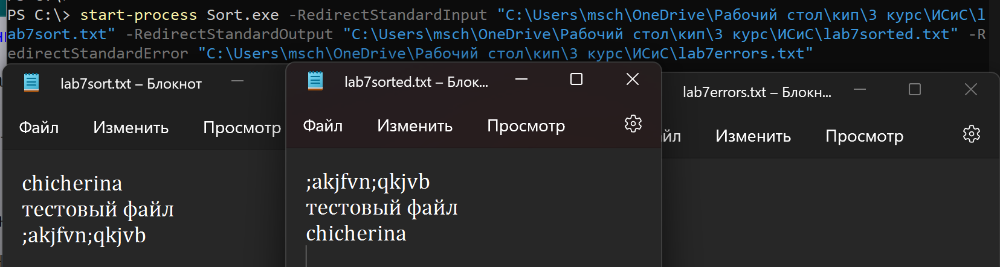 PS C:\>
PS C:\> start-process Sort.exe -RedirectStandardInput "C:\Users\msch\OneDrive\Рабочий стол\кип\3 курс\ИСиС\l
ab7sort.txt" -RedirectStandardOutput "C:\Users\msch\OneDrive\Рабочий стол\кип\3 курс\ИСиС\lab7sorted.txt" -R
edirectStandardError "C:\Users\msch\OneDrive\Рабочий стол\кип\3 курс\ИСиС\lab7errors.txt"
lab7sort.txt – Блокнот
Файл Изменить Просмотр
chicherina
тестовый файл
;akjfvn;qkjvb
lab7sorted.txt – Блок...
Файл Изменить Просмотр
;akjfvn;qkjvb
тестовый файл
chicherina
lab7errors.txt – Блокн...
йл Изменить Просмотр